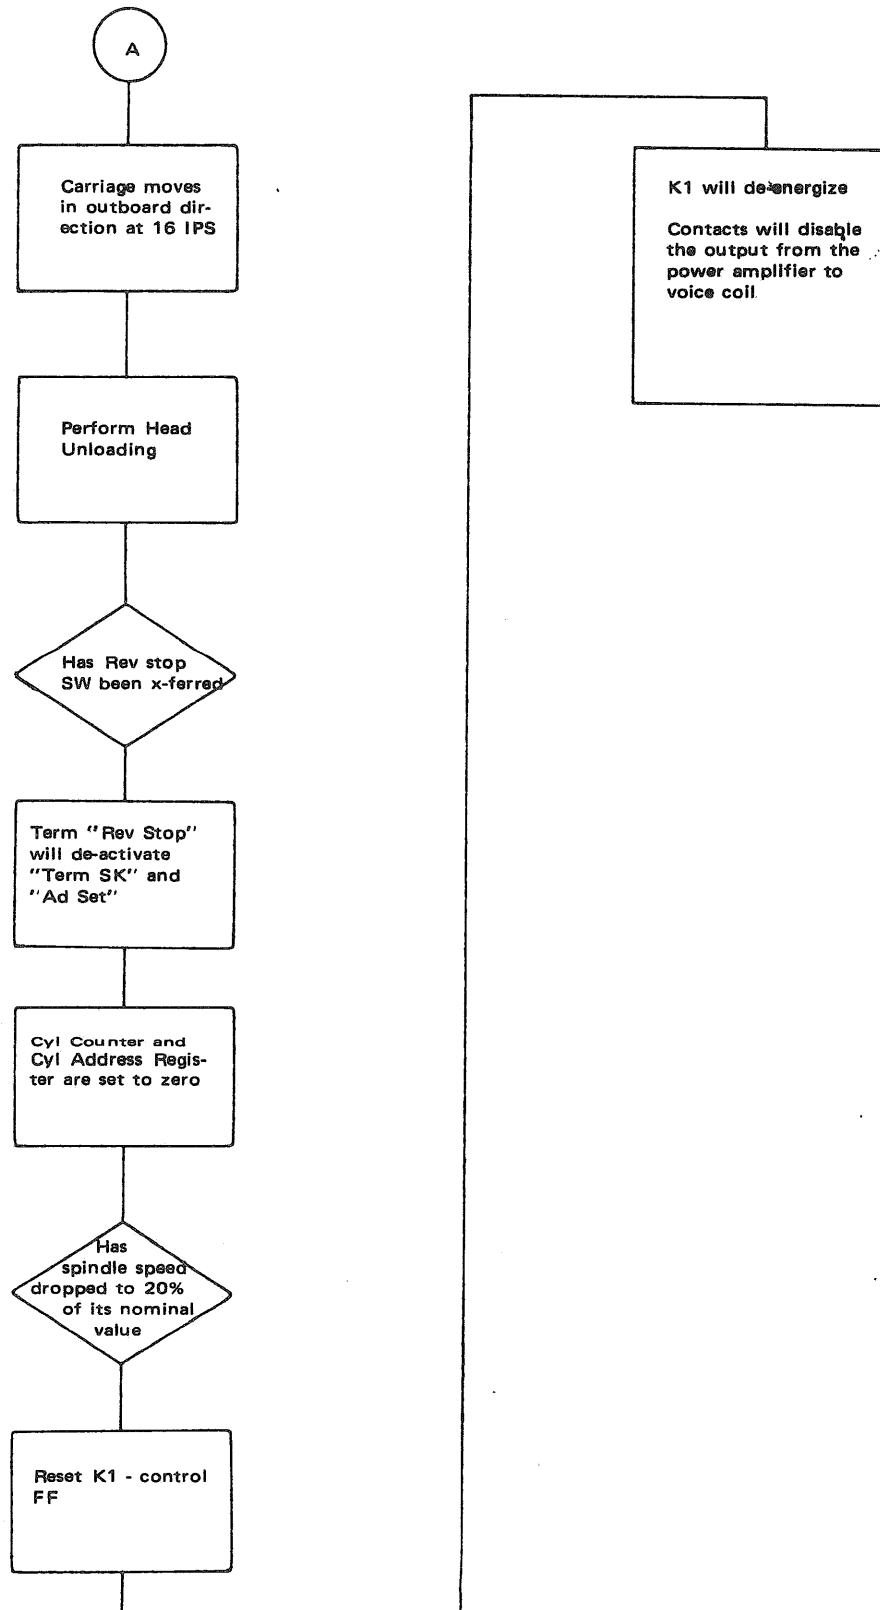 A
Carriage moves
in outboard dir-
ection at 16 IPS
Perform Head
Unloading
Has Rev stop
SW been x-ferred
Term "Rev Stop"
will de-activate
"Term SK" and
"Ad Set"
Cyl Counter and
Cyl Address Regis-
ter are set to zero
Has
spindle speed
dropped to 20%
of its nominal
value
Reset K1 - control
FF
K1 will de-energize
Contacts will disable
the output from the
power amplifier to
voice coil